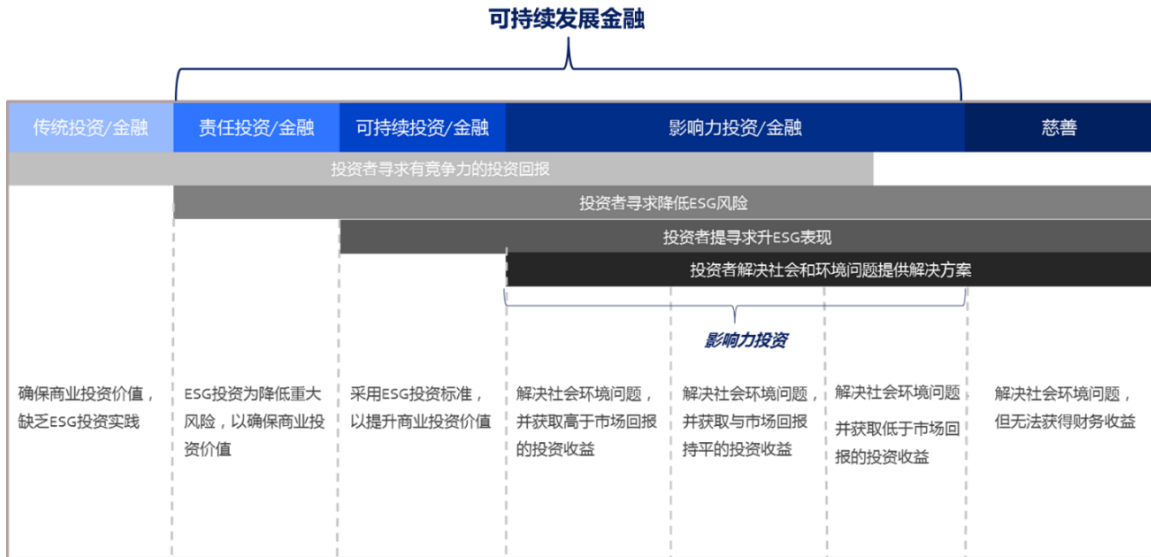 可持续发展金融
传统投资/金融
责任投资/金融
可持续投资/金融
影响力投资/金融
慈善
投资者寻求有竞争力的投资回报
投资者寻求降低ESG风险
投资者提寻求升ESG表现
投资者解决社会和环境问题提供解决方案
影响力投资
确保商业投资价值，
缺乏ESG投资实践
ESG投资为降低重大
风险，以确保商业投
资价值
采用ESG投资标准，
以提升商业投资价值
解决社会环境问题，
并获取高于市场回报
的投资收益
解决社会环境问题，
并获取与市场回报
持平的投资收益
解决社会环境问题，
并获取低于市场回
报的投资收益
解决社会环境问题，
但无法获得财务收益